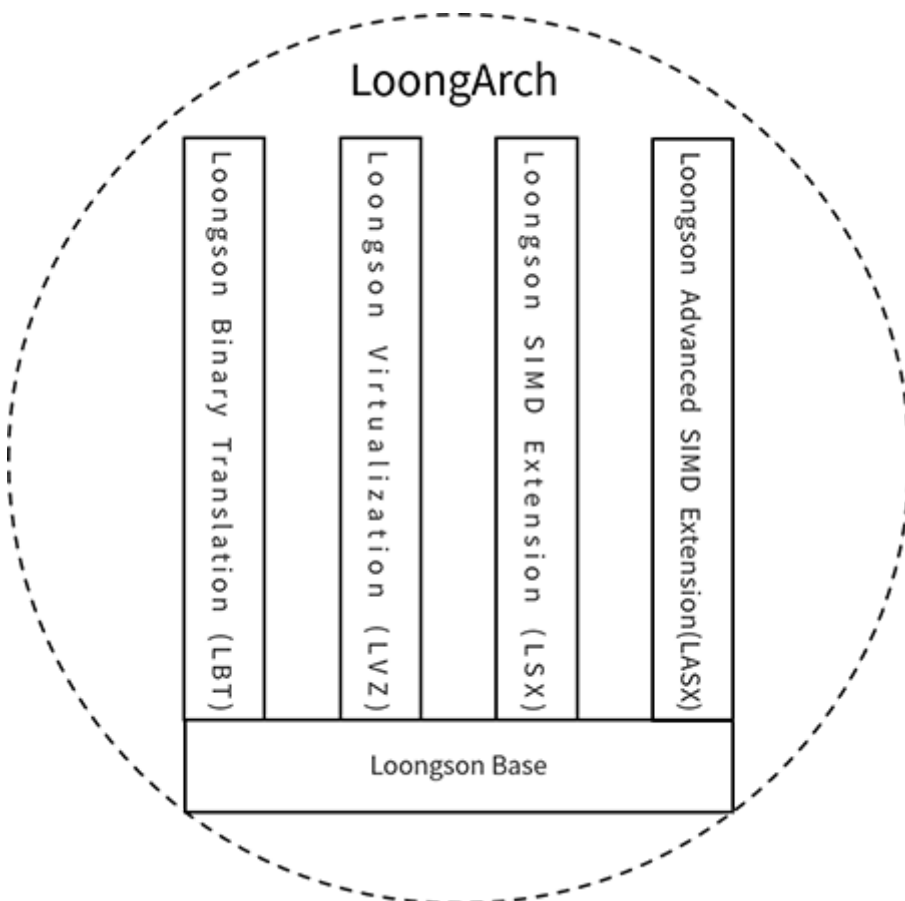 LoongArch
Loongson Binary Translation (LBT)
Loongson Virtualization (LVZ)
Loongson SIMD Extension (LSX)
Loongson Advanced SIMD Extension(LASX)
Loongson Base